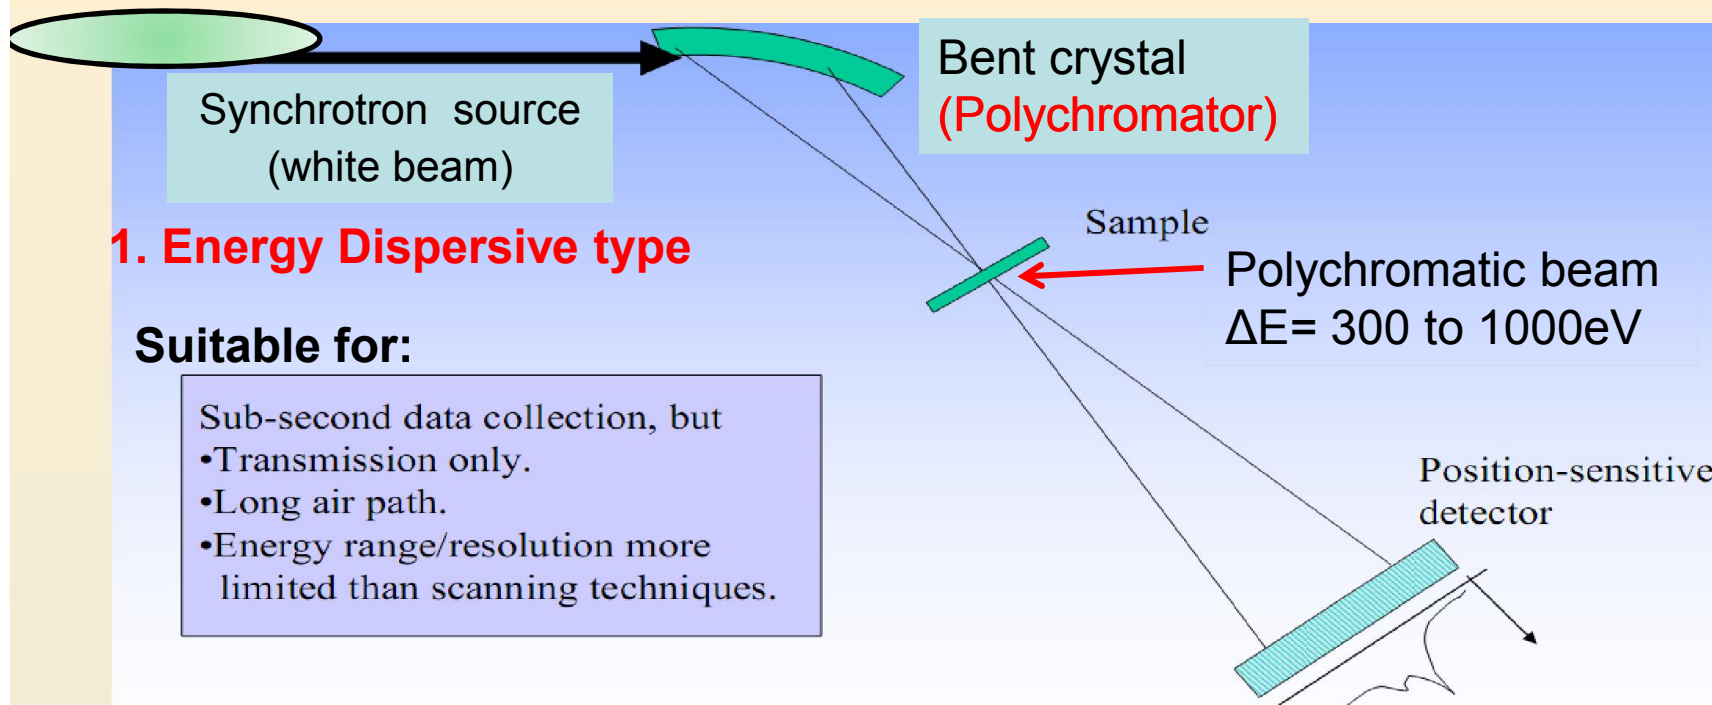 Synchrotron source
(white beam)
Bent crystal
(Polychromator)
1. Energy Dispersive type
Sample
Polychromatic beam
ΔE= 300 to 1000eV
Suitable for:
Sub-second data collection, but
•Transmission only.
•Long air path.
•Energy range/resolution more
limited than scanning techniques.
Position-sensitive
detector